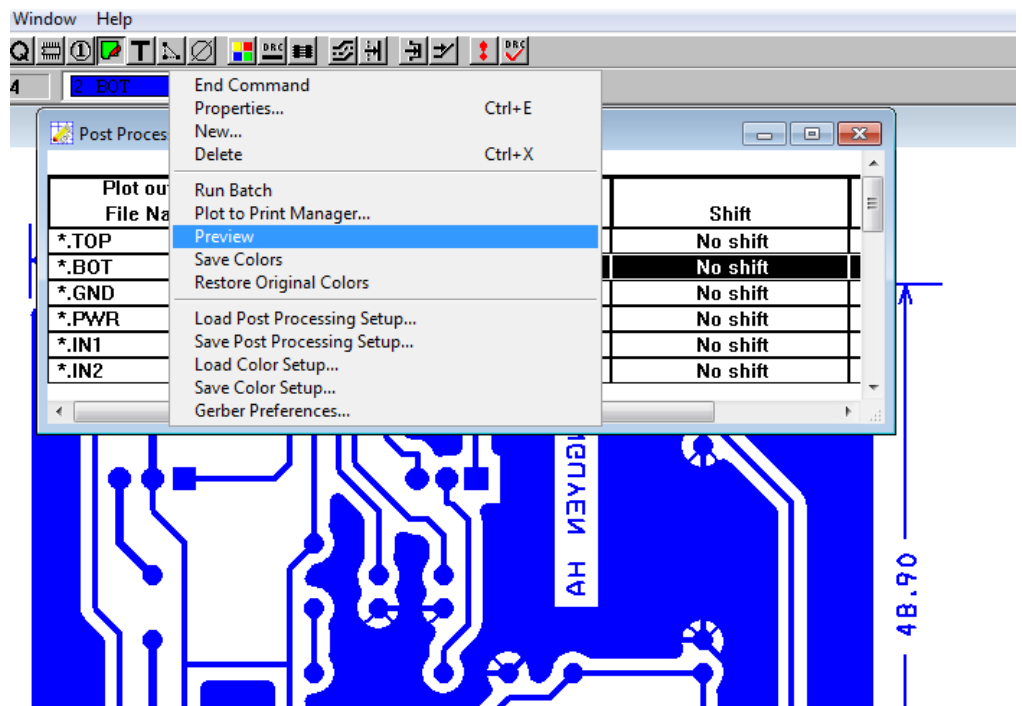 Window Help
Q 1 T DRC DRC
4 2 BOT
End Command
Properties... Ctrl+E
New...
Delete Ctrl+X
Run Batch
Plot to Print Manager...
Preview
Save Colors
Restore Original Colors
Load Post Processing Setup...
Save Post Processing Setup...
Load Color Setup...
Save Color Setup...
Gerber Preferences...
Post Proces
Plot ou
File Na
Shift
*.TOP No shift
*.BOT No shift
*.GND No shift
*.PWR No shift
*.IN1 No shift
*.IN2 No shift
NGUYEN HA
48.90